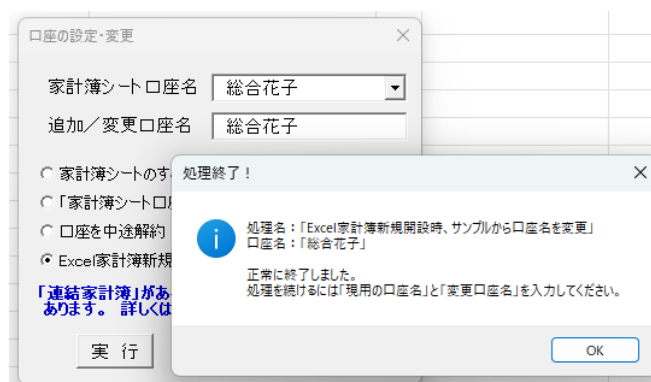 口座の設定・変更
家計簿シート口座名
総合花子
追加／変更口座名
総合花子
家計簿シートのす
「家計簿シート口
口座を中途解約
Excel家計簿新規
「連結家計簿」があ
あります。 詳しくは
実 行
処理終了！
処理名：「Excel家計簿新規開設時、サンプルから口座名を変更」
口座名：「総合花子」
正常に終了しました。
処理を続けるには「現用の口座名」と「変更口座名」を入力してください。
OK